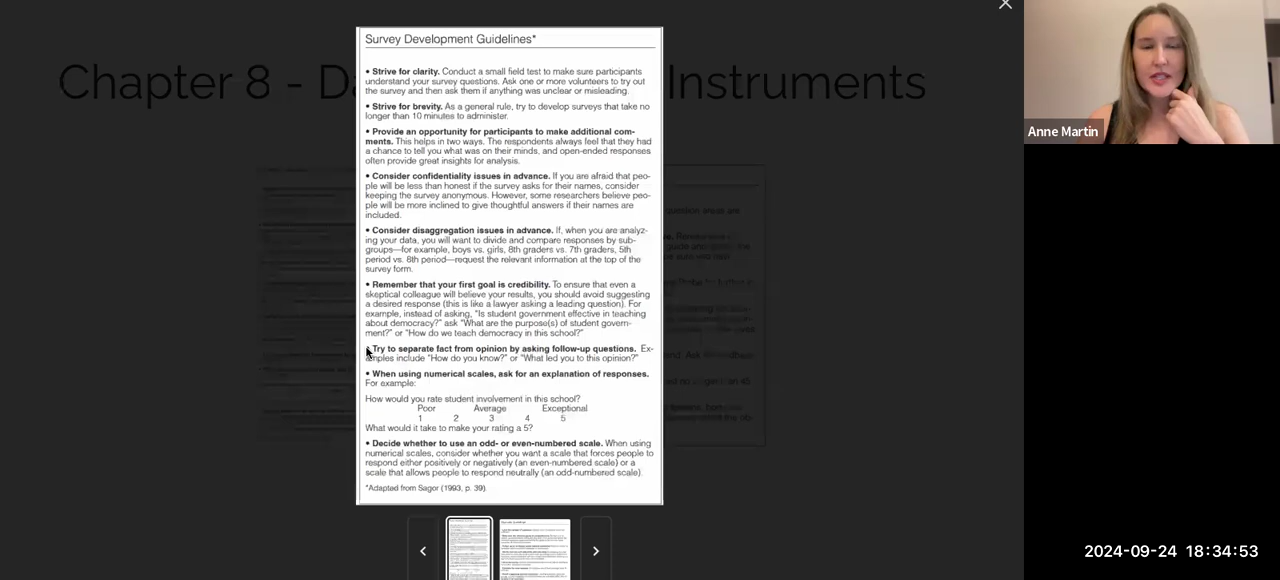 Survey Development Guidelines*
Chapter 8 - Da
Instruments
• Strive for clarity. Conduct a small field test to make sure participants
understand your survey questions. Ask one or more volunteers to try out
the survey and then ask them if anything was unclear or misleading.
• Strive for brevity. As a general rule, try to develop surveys that take no
longer than 10 minutes to administer.
• Provide an opportunity for participants to make additional com-
ments. This helps in two ways. The respondents always feel that they had
a chance to tell you what was on their minds, and open-ended responses
often provide great insights for analysis.
• Consider confidentiality issues in advance. If you are afraid that peo-
ple will be less than honest if the survey asks for their names, consider
keeping the survey anonymous. However, some researchers believe peo-
ple will be more inclined to give thoughtful answers if their names are
included.
• Consider disaggregation issues in advance. If, when you are analyz-
ing your data, you will want to divide and compare responses by sub-
groups—for example, boys vs. girls, 8th graders vs. 7th graders, 5th
period vs. 8th period—request the relevant information at the top of the
survey form.
• Remember that your first goal is credibility. To ensure that even a
skeptical colleague will believe your results, you should avoid suggesting
a desired response (this is like a lawyer asking a leading question). For
example, instead of asking, "Is student government effective in teaching
about democracy?" ask "What are the purpose(s) of student govern-
ment?" or "How do we teach democracy in this school?"
• Try to separate fact from opinion by asking follow-up questions. Ex-
amples include "How do you know?" or "What led you to this opinion?"
• When using numerical scales, ask for an explanation of responses.
For example:
How would you rate student involvement in this school?
Poor Average Exceptional
1 2 3 4 5
What would it take to make your rating a 5?
• Decide whether to use an odd- or even-numbered scale. When using
numerical scales, consider whether you want a scale that forces people to
respond either positively or negatively (an even-numbered scale) or a
scale that allows people to respond neutrally (an odd-numbered scale).
*Adapted from Sagor (1993, p. 39).
Anne Martin
2024-09-24 18:34:53